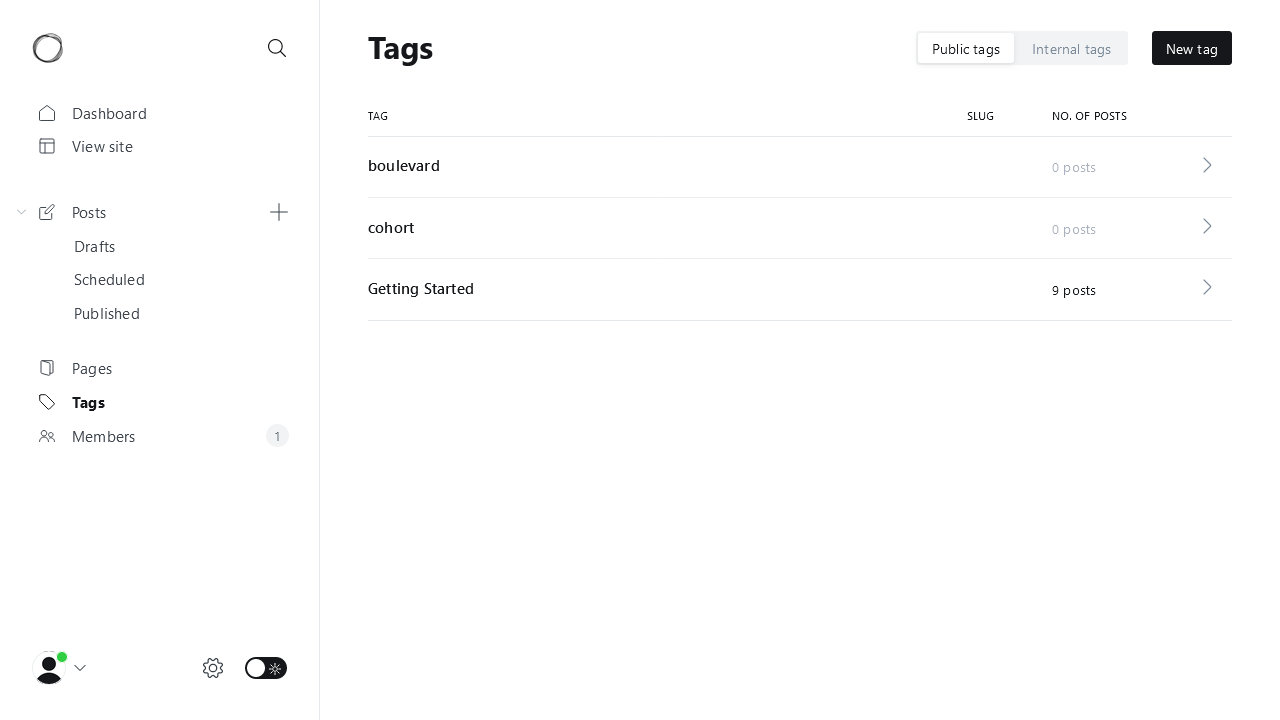 Tags
Public tags
Internal tags
New tag
Dashboard
View site
Posts
Drafts
Scheduled
Published
Pages
Tags
Members
1
TAG
SLUG
NO. OF POSTS
boulevard
0 posts
cohort
0 posts
Getting Started
9 posts